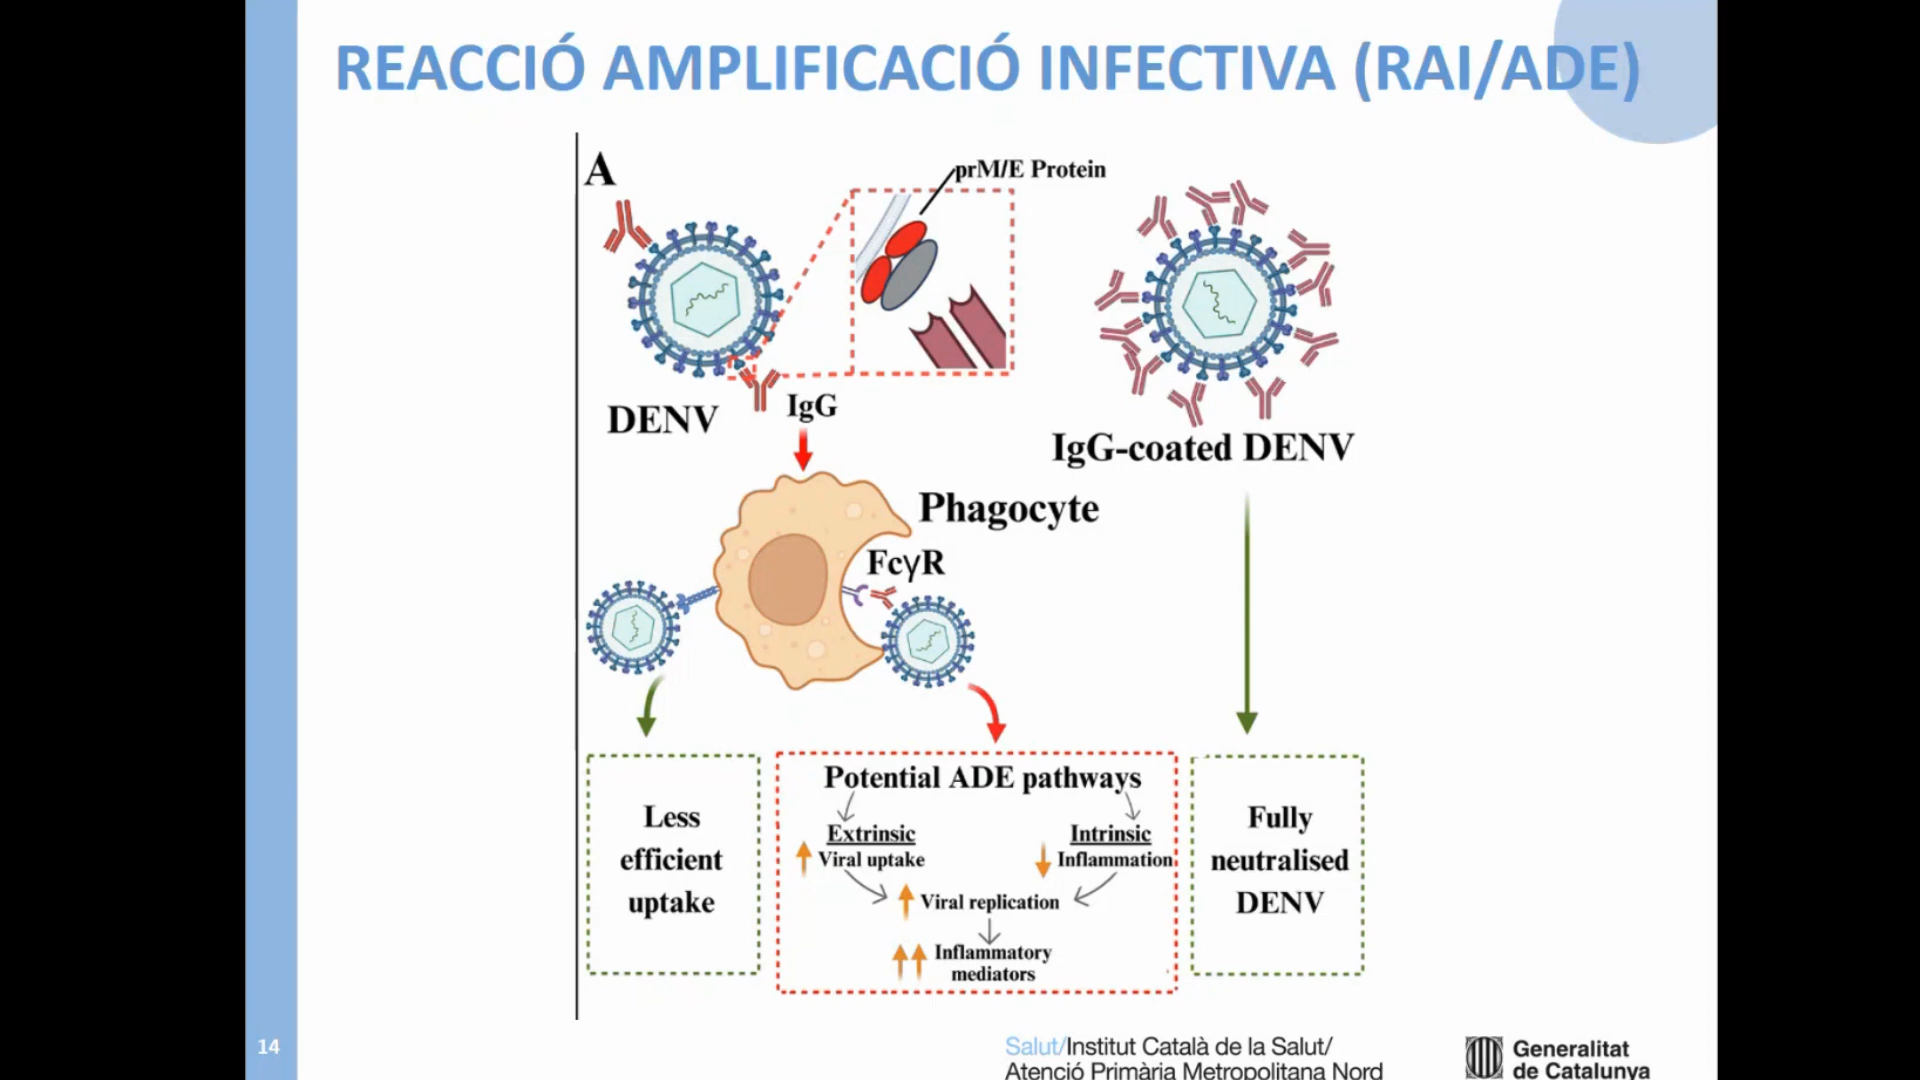 REACCIÓ AMPLIFICACIÓ INFECTIVA (RAI/ADE)
A
prM/E Protein
DENV
IgG
IgG-coated DENV
Phagocyte
FcγR
Less
efficient
uptake
Potential ADE pathways
Extrinsic
Viral uptake
Intrinsic
Inflammation
Viral replication
Inflammatory
mediators
Fully
neutralised
DENV
14
Salut/Institut Català de la Salut/
Atenció Primària Metropolitana Nord
Generalitat
de Catalunya